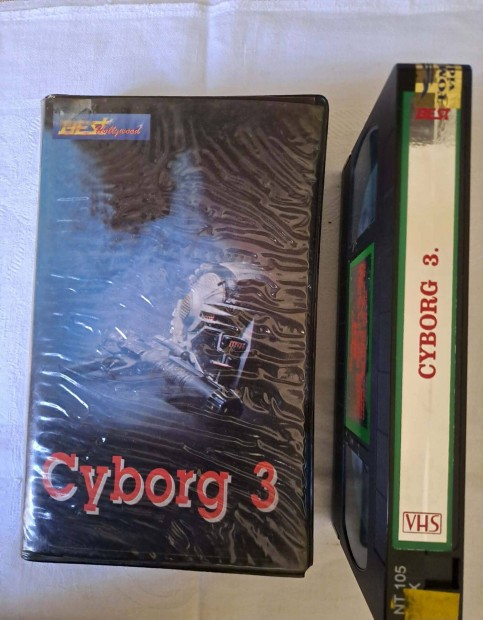 BEST
Hollywood
Cyborg 3
BEST
CYBORG 3.
VHS
NT 105